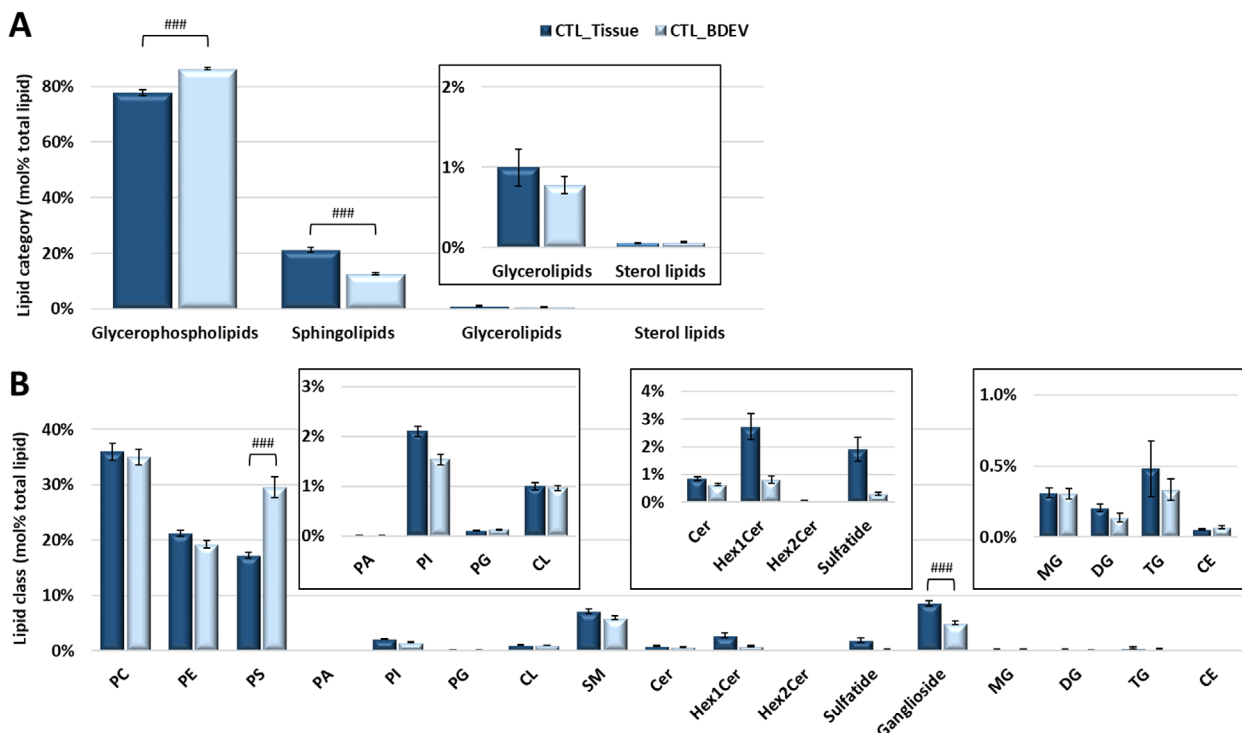 A
###
CTL_Tissue CTL_BDEV
Lipid category (mol% total lipid)
80%
60%
40%
20%
0%
###
2%
1%
0%
Glycerolipids Sterol lipids
Glycerophospholipids Sphingolipids Glycerolipids Sterol lipids
B
Lipid class (mol% total lipid)
40%
30%
20%
10%
0%
###
3%
2%
1%
0%
PA PI PG CL
4%
3%
2%
1%
0%
Cer Hex1Cer Hex2Cer Sulfatide
###
1.0%
0.5%
0.0%
MG DG TG CE
PC PE PS PA PI PG CL SM Cer Hex1Cer Hex2Cer Sulfatide Ganglioside MG DG TG CE